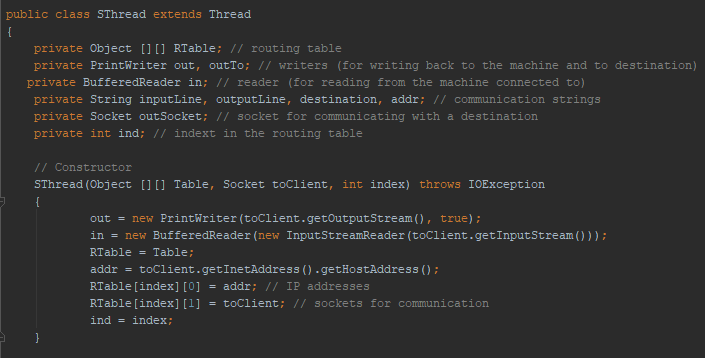 public class SThread extends Thread
{
private Object [][] RTable; // routing table
private PrintWriter out, outTo; // writers (for writing back to the machine and to destination)
private BufferedReader in; // reader (for reading from the machine connected to)
private String inputLine, outputLine, destination, addr; // communication strings
private Socket outSocket; // socket for communicating with a destination
private int ind; // indext in the routing table
// Constructor
SThread(Object [][] Table, Socket toClient, int index) throws IOException
{
out = new PrintWriter(toClient.getOutputStream(), true);
in = new BufferedReader(new InputStreamReader(toClient.getInputStream()));
RTable = Table;
addr = toClient.getInetAddress().getHostAddress();
RTable[index][0] = addr; // IP addresses
RTable[index][1] = toClient; // sockets for communication
ind = index;
}